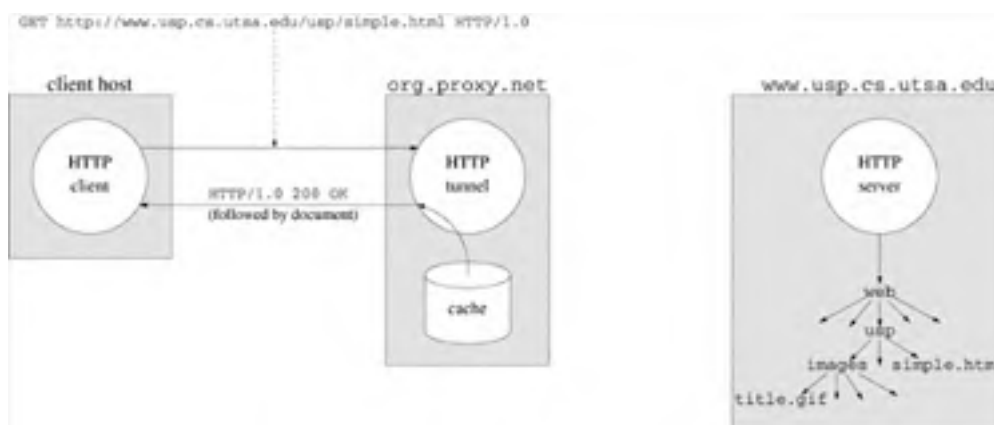 GET http://www.usp.cs.utsa.edu/usp/simple.html HTTP/1.0
client host
org.proxy.net
www.usp.cs.utsa.edu
HTTP
client
HTTP
tunnel
HTTP
server
HTTP/1.0 200 OK
(followed by document)
cache
web
usp
images
simple.htm
title.gif